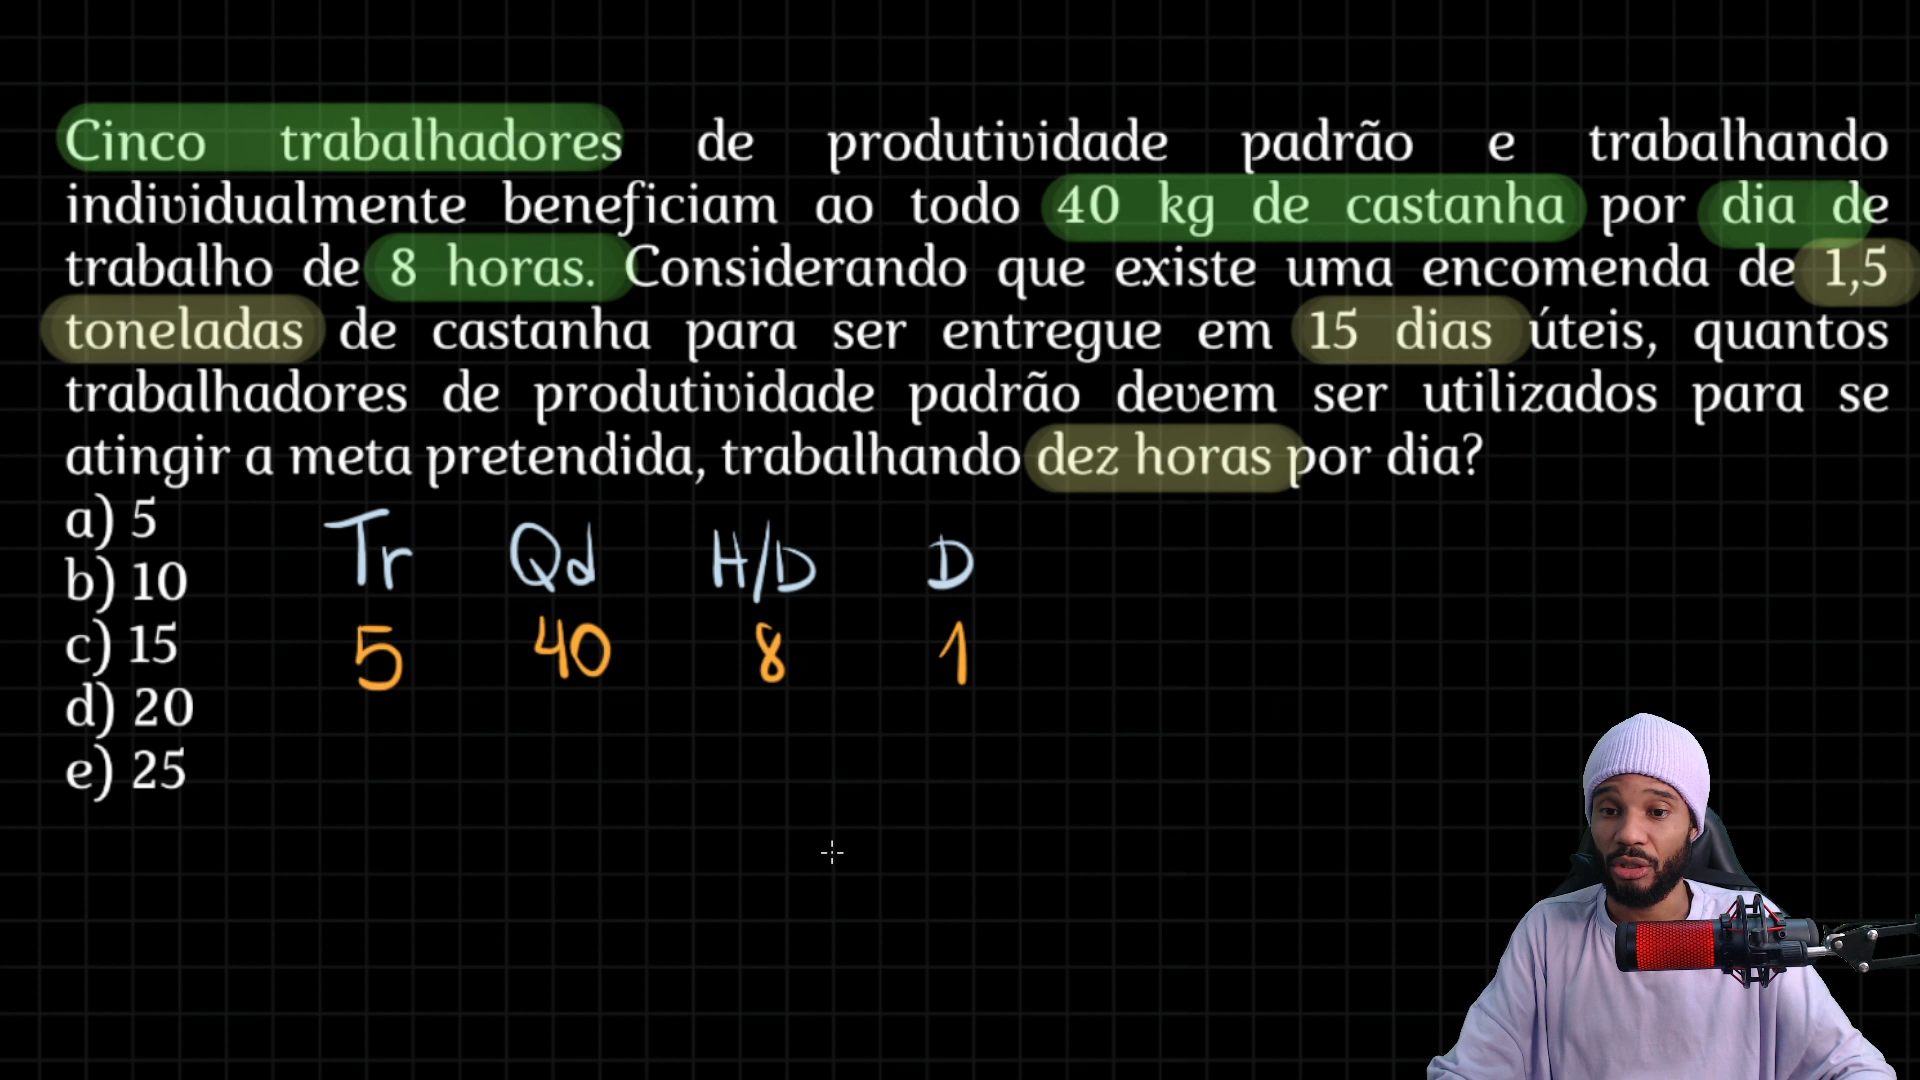 Cinco trabalhadores de produtividade padrão e trabalhando
individualmente beneficiam ao todo 40 kg de castanha por dia de
trabalho de 8 horas. Considerando que existe uma encomenda de 1,5
toneladas de castanha para ser entregue em 15 dias úteis, quantos
trabalhadores de produtividade padrão devem ser utilizados para se
atingir a meta pretendida, trabalhando dez horas por dia?
a) 5
b) 10
c) 15
d) 20
e) 25
Tr Qd H/D D
5 40 8 1